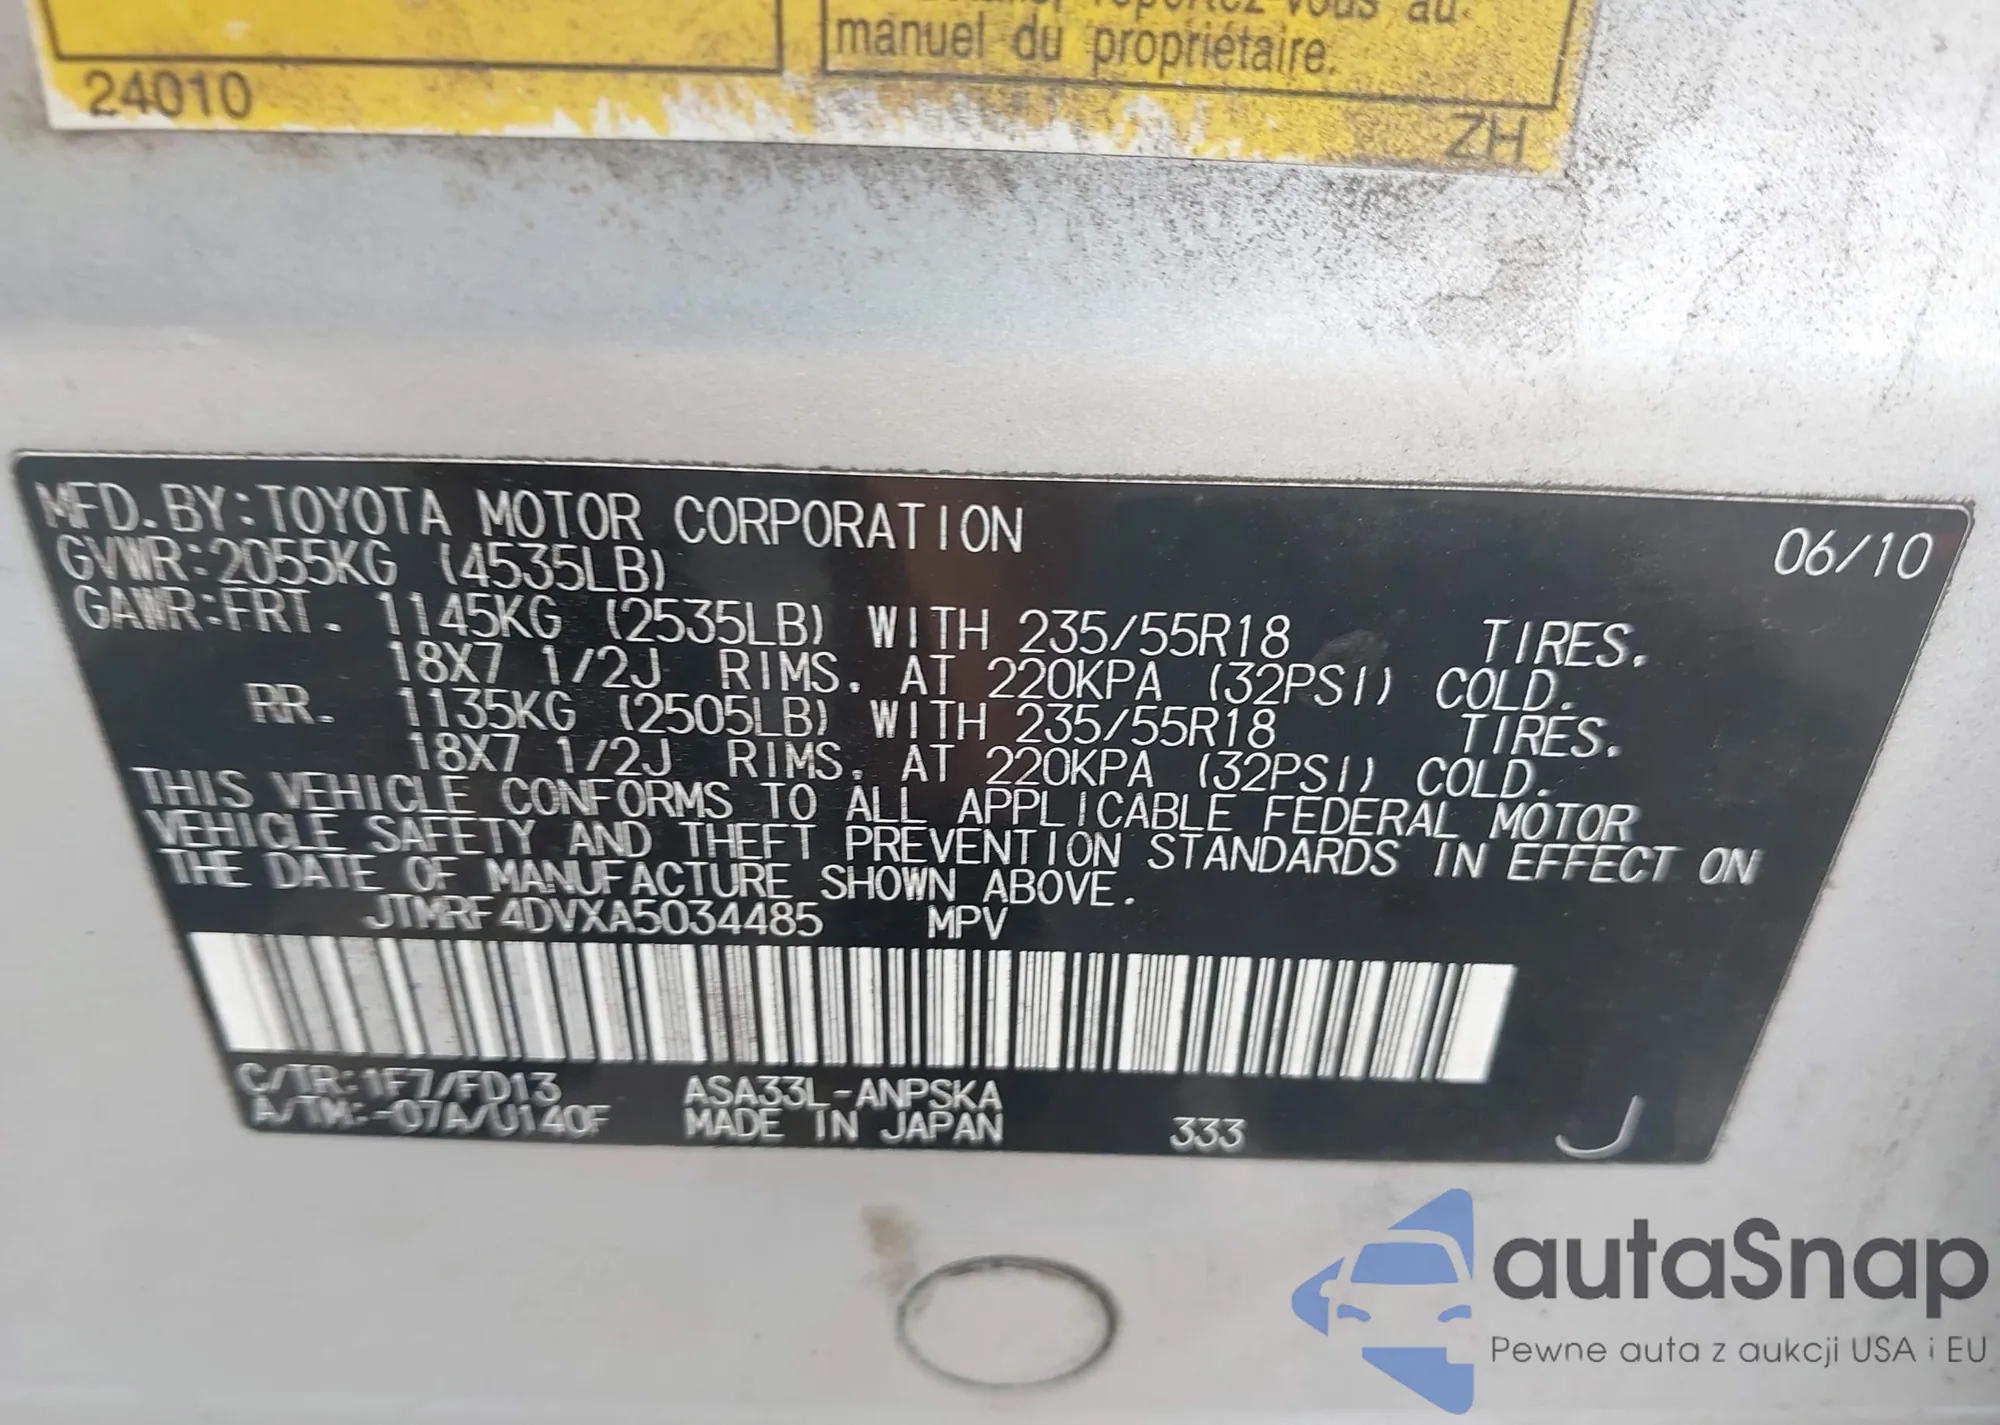 reportez-vous au
manuel du propriétaire.
24010
ZH
MFD.BY:TOYOTA MOTOR CORPORATION 06/10
GVWR:2055KG (4535LB)
GAWR:FRT. 1145KG (2535LB) WITH 235/55R18 TIRES.
18X7 1/2J RIMS. AT 220KPA (32PSI) COLD.
RR. 1135KG (2505LB) WITH 235/55R18 TIRES.
18X7 1/2J RIMS. AT 220KPA (32PSI) COLD.
THIS VEHICLE CONFORMS TO ALL APPLICABLE FEDERAL MOTOR
VEHICLE SAFETY AND THEFT PREVENTION STANDARDS IN EFFECT ON
THE DATE OF MANUFACTURE SHOWN ABOVE.
JTMRF4DVXA5034485 MPV
C/TR:1F7/FD13 ASA33L-ANPSKA
A/TM:-07A/U140F MADE IN JAPAN 333 J
autaSnap
Pewne auta z aukcji USA i EU